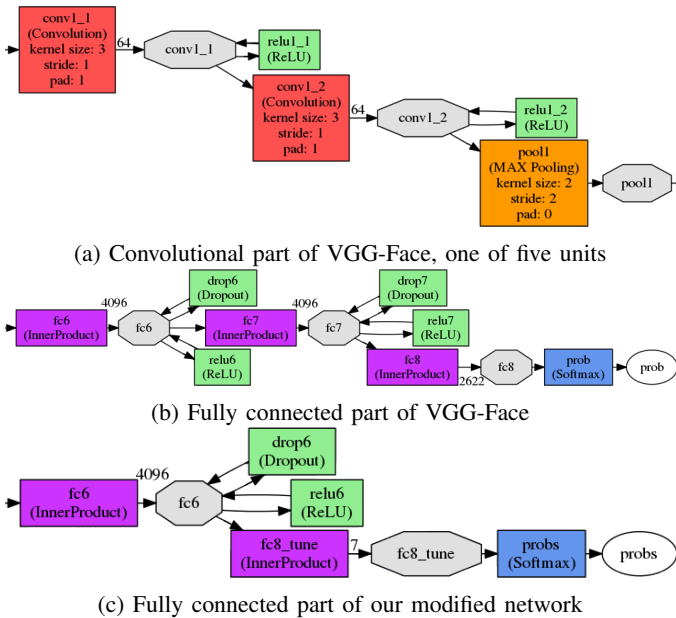 conv1_1
(Convolution)
kernel size: 3
stride: 1
pad: 1
64
conv1_1
relu1_1
(ReLU)
conv1_2
(Convolution)
kernel size: 3
stride: 1
pad: 1
64
conv1_2
relu1_2
(ReLU)
pool1
(MAX Pooling)
kernel size: 2
stride: 2
pad: 0
pool1
(a) Convolutional part of VGG-Face, one of five units
fc6
(InnerProduct)
4096
fc6
drop6
(Dropout)
relu6
(ReLU)
fc7
(InnerProduct)
4096
fc7
drop7
(Dropout)
relu7
(ReLU)
fc8
(InnerProduct)
2622
fc8
prob
(Softmax)
prob
(b) Fully connected part of VGG-Face
fc6
(InnerProduct)
4096
fc6
drop6
(Dropout)
relu6
(ReLU)
fc8_tune
(InnerProduct)
7
fc8_tune
probs
(Softmax)
probs
(c) Fully connected part of our modified network